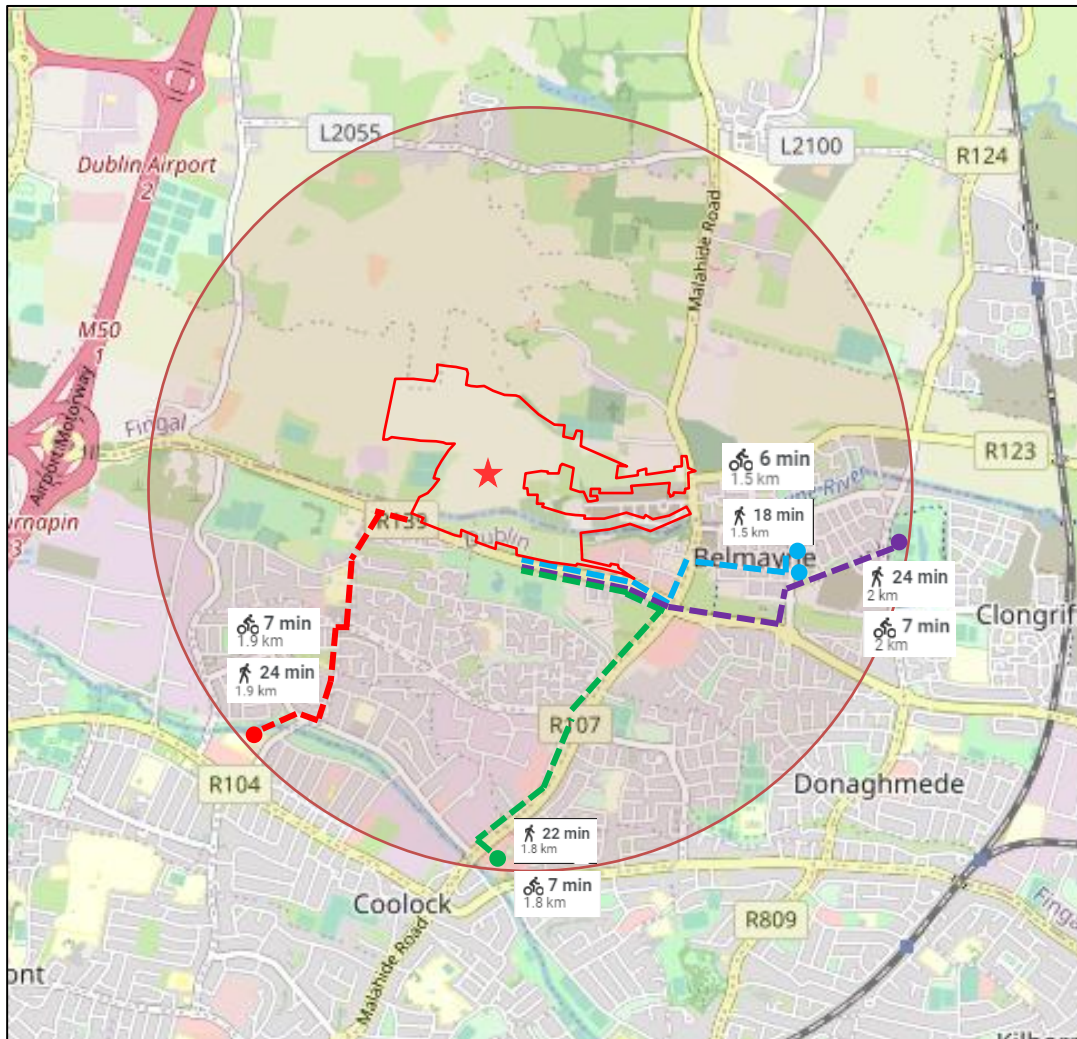 L2055
L2100
R124
Dublin Airport
2
Malahide Road
M50
1
Fingal
Airport Motorway
R123
6 min
1.5 km
R139
Dublin
18 min
1.5 km
3
Belmayne
24 min
2 km
Clongrif
7 min
2 km
7 min
1.9 km
24 min
1.9 km
R107
R104
Donaghmede
22 min
1.8 km
7 min
1.8 km
Coolock
R809
Malahide Road